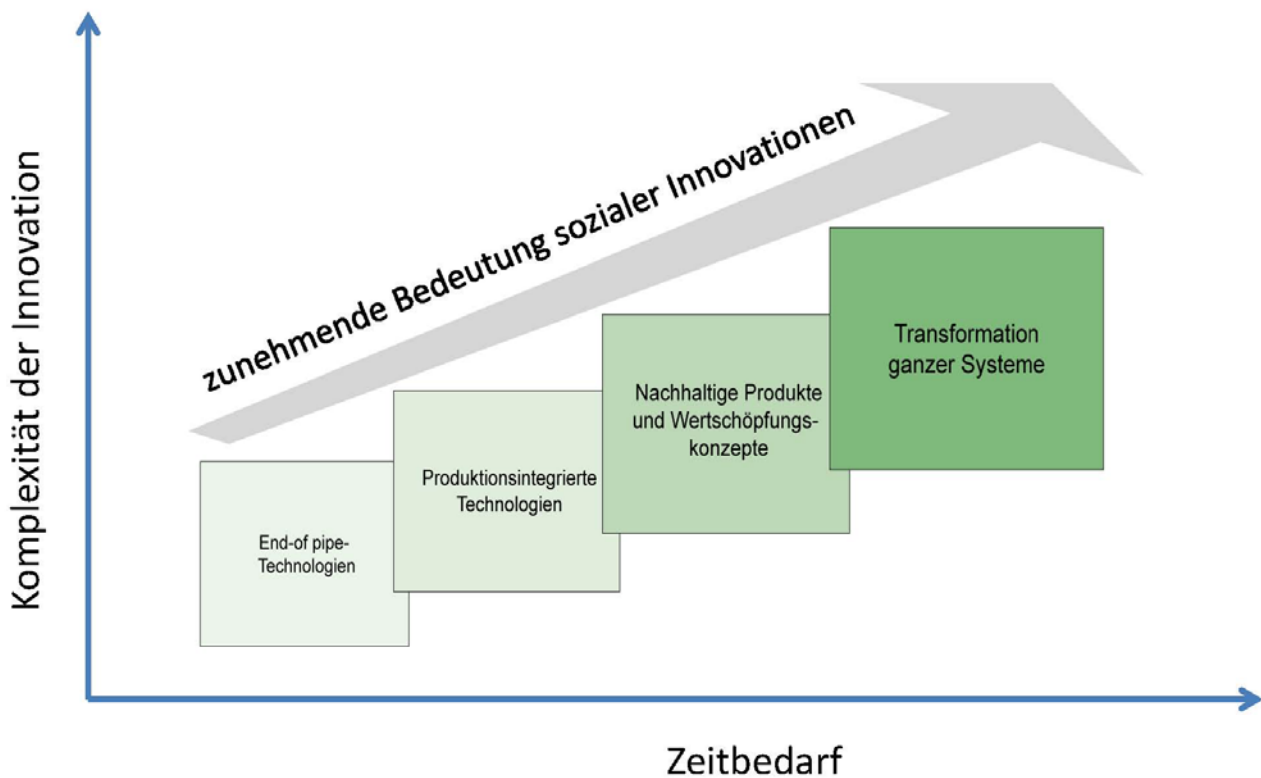 Komplexität der Innovation
zunehmende Bedeutung sozialer Innovationen
Transformation
ganzer Systeme
Nachhaltige Produkte
und Wertschöpfungs-
konzepte
Produktionsintegrierte
Technologien
End-of pipe-
Technologien
Zeitbedarf